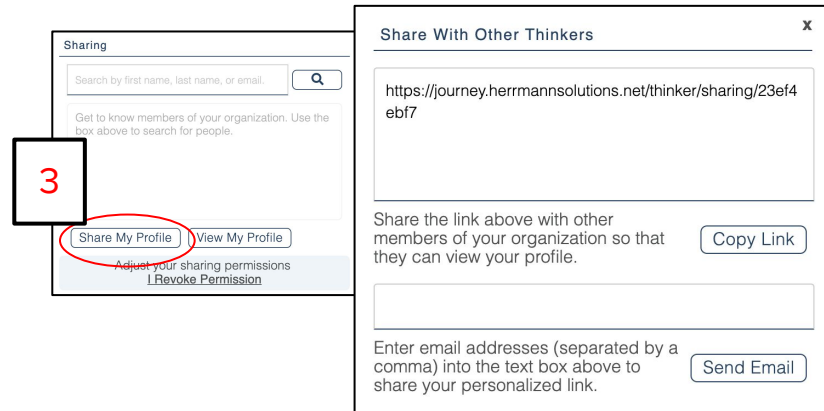 Sharing
Search by first name, last name, or email.
Get to know members of your organization. Use the
box above to search for people.
3
Share My Profile
View My Profile
Adjust your sharing permissions
I Revoke Permission
Share With Other Thinkers
x
https://journey.herrmannsolutions.net/thinker/sharing/23ef4
ebf7
Share the link above with other
members of your organization so that
they can view your profile.
Copy Link
Enter email addresses (separated by a
comma) into the text box above to
share your personalized link.
Send Email